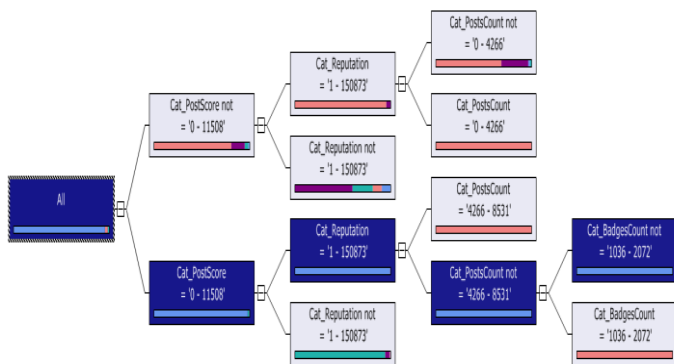 Cat_PostsCount not
= '0 - 4266'
Cat_Reputation
= '1 - 150873'
Cat_PostScore not
= '0 - 11508'
Cat_PostsCount
= '0 - 4266'
Cat_Reputation not
= '1 - 150873'
All
Cat_PostsCount
= '4266 - 8531'
Cat_Reputation
= '1 - 150873'
Cat_BadgesCount not
= '1036 - 2072'
Cat_PostScore
= '0 - 11508'
Cat_PostsCount not
= '4266 - 8531'
Cat_Reputation not
= '1 - 150873'
Cat_BadgesCount
= '1036 - 2072'